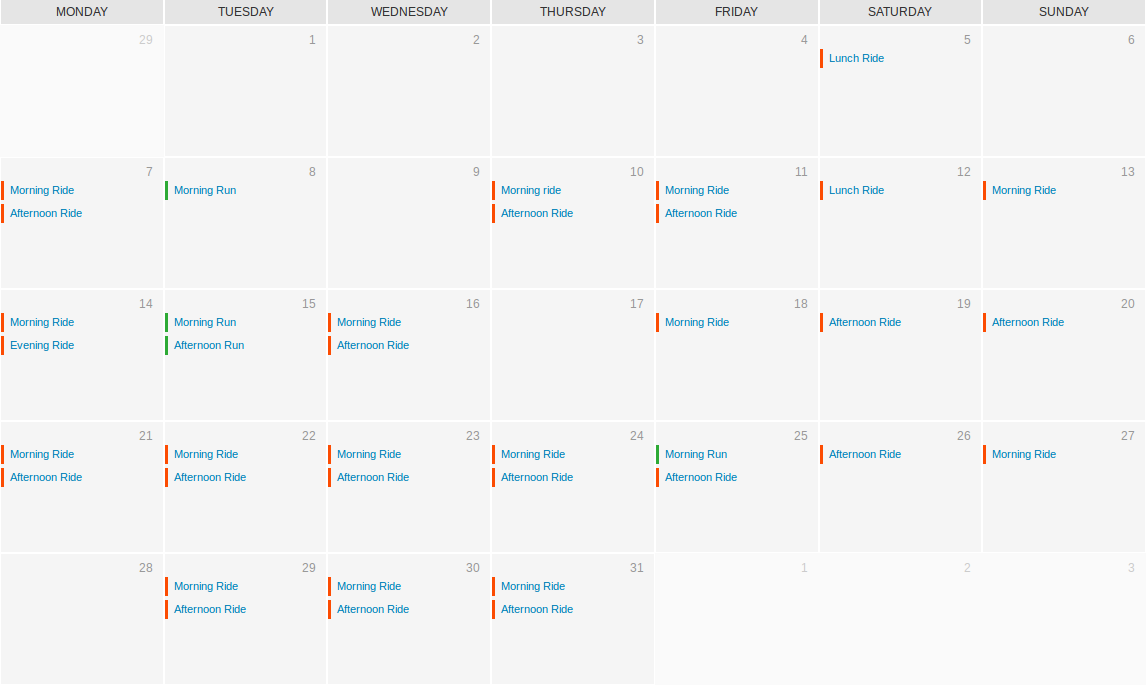 MONDAY TUESDAY WEDNESDAY THURSDAY FRIDAY SATURDAY SUNDAY
29 1 2 3 4 5 6
Lunch Ride
7 8 9 10 11 12 13
Morning Ride Morning Run Morning ride Morning Ride Lunch Ride Morning Ride
Afternoon Ride Afternoon Ride Afternoon Ride
14 15 16 17 18 19 20
Morning Ride Morning Run Morning Ride Morning Ride Afternoon Ride Afternoon Ride
Evening Ride Afternoon Run Afternoon Ride
21 22 23 24 25 26 27
Morning Ride Morning Ride Morning Ride Morning Ride Morning Run Afternoon Ride Morning Ride
Afternoon Ride Afternoon Ride Afternoon Ride Afternoon Ride Afternoon Ride
28 29 30 31 1 2 3
Morning Ride Morning Ride Morning Ride
Afternoon Ride Afternoon Ride Afternoon Ride